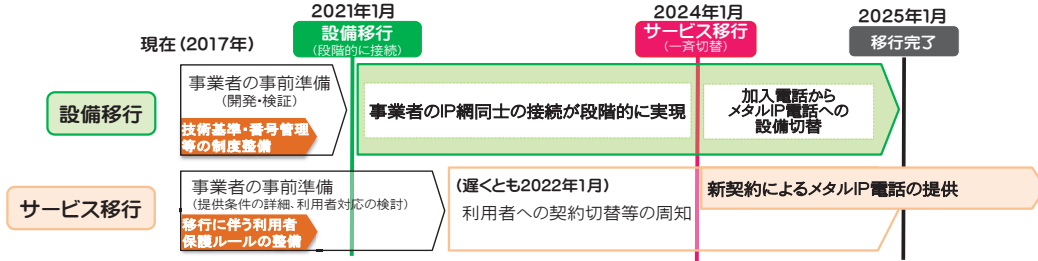 2021年1月
2024年1月
2025年1月
現在（2017年）
設備移行
（段階的に接続）
サービス移行
（一斉切替）
移行完了
設備移行
事業者の事前準備
（開発・検証）
技術基準・番号管理
等の制度整備
事業者のIP網同士の接続が段階的に実現
加入電話から
メタルIP電話への
設備切替
サービス移行
事業者の事前準備
（提供条件の詳細、利用者対応の検討）
移行に伴う利用者
保護ルールの整備
（遅くとも2022年1月）
利用者への契約切替等の周知
新契約によるメタルIP電話の提供